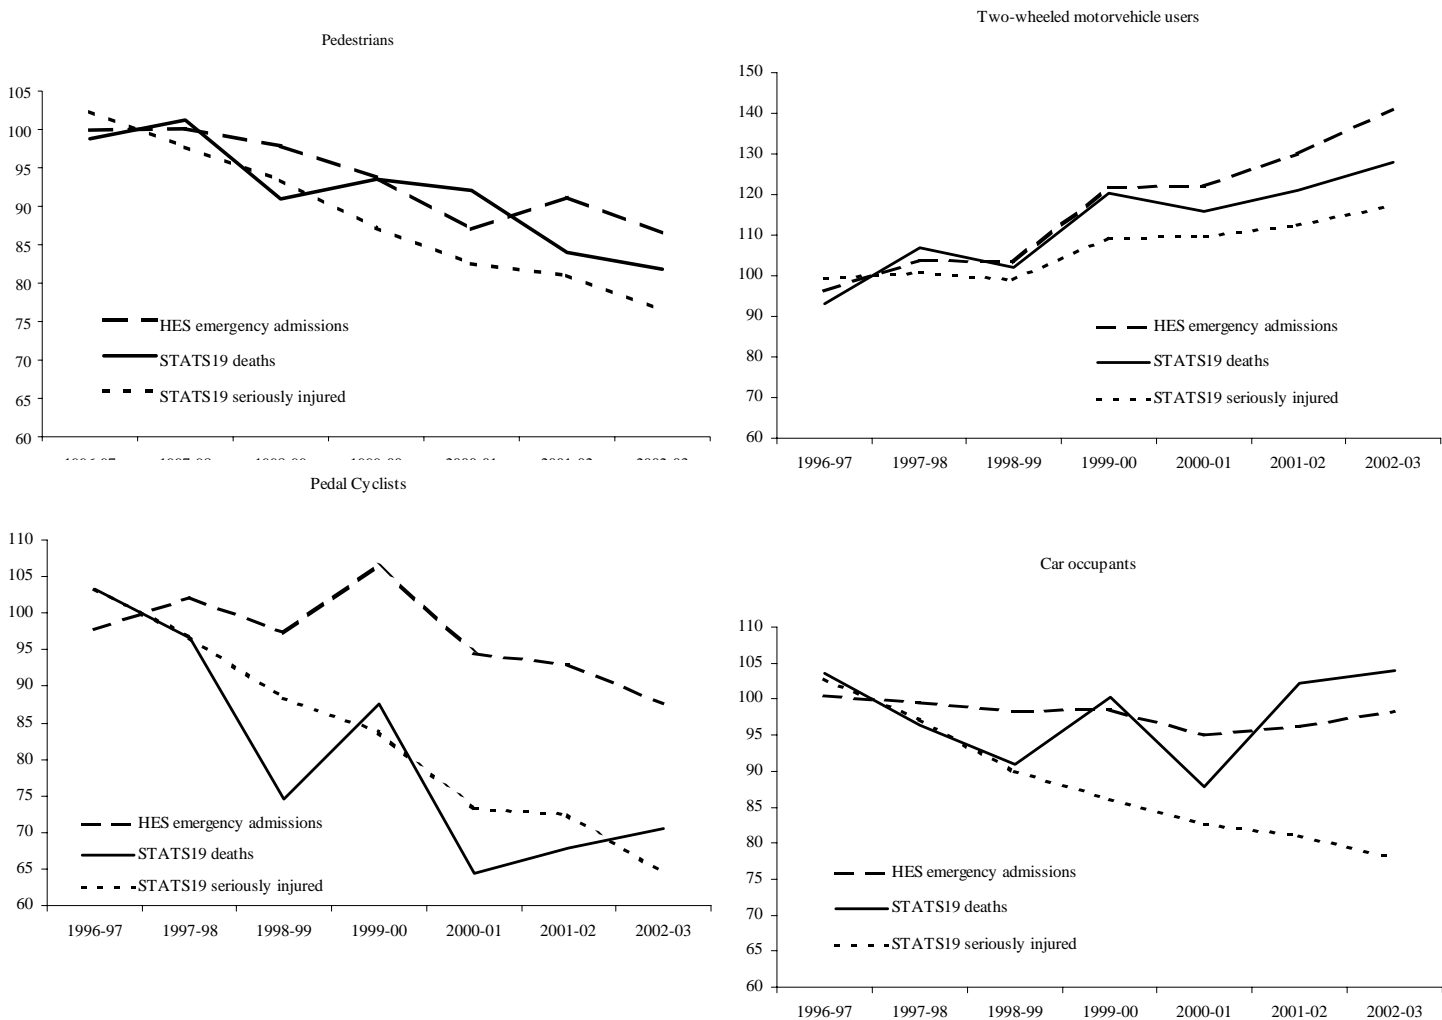 Pedestrians
105
100
95
90
85
80
75
70
65
60
HES emergency admissions
STATS19 deaths
STATS19 seriously injured
Two-wheeled motorvehicle users
150
140
130
120
110
100
90
80
70
60
HES emergency admissions
STATS19 deaths
STATS19 seriously injured
1996-97 1997-98 1998-99 1999-00 2000-01 2001-02 2002-03
Pedal Cyclists
110
105
100
95
90
85
80
75
70
65
60
HES emergency admissions
STATS19 deaths
STATS19 seriously injured
1996-97 1997-98 1998-99 1999-00 2000-01 2001-02 2002-03
Car occupants
110
105
100
95
90
85
80
75
70
65
60
HES emergency admissions
STATS19 deaths
STATS19 seriously injured
1996-97 1997-98 1998-99 1999-00 2000-01 2001-02 2002-03